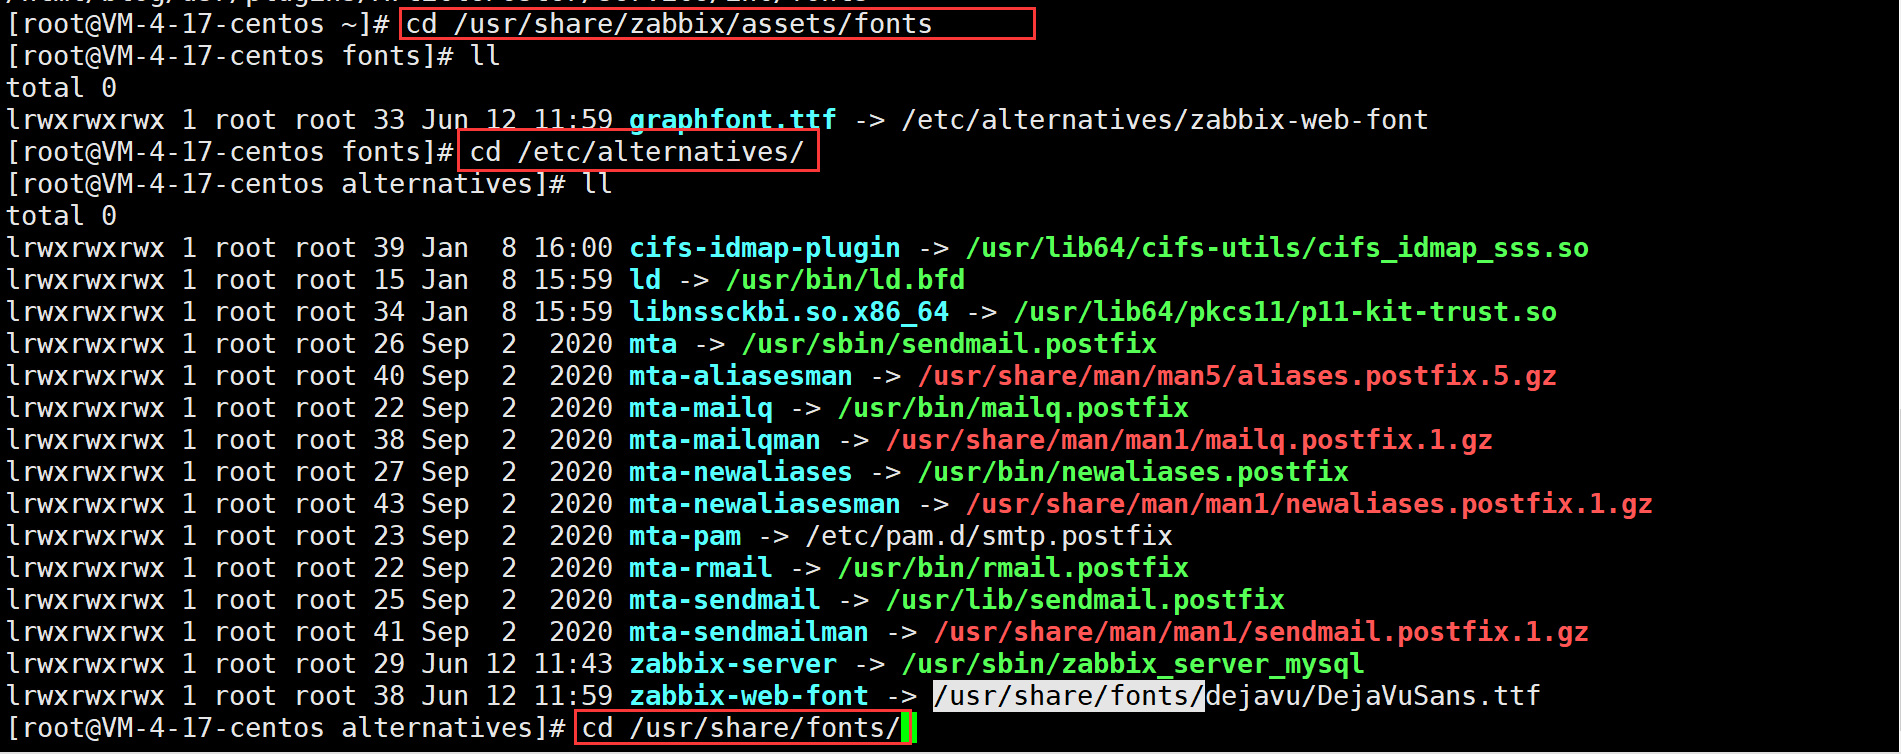 [root@VM-4-17-centos ~]# cd /usr/share/zabbix/assets/fonts
[root@VM-4-17-centos fonts]# ll
total 0
lrwxrwxrwx 1 root root 33 Jun 12 11:59 graphfont.ttf -> /etc/alternatives/zabbix-web-font
[root@VM-4-17-centos fonts]# cd /etc/alternatives/
[root@VM-4-17-centos alternatives]# ll
total 0
lrwxrwxrwx 1 root root 39 Jan  8 16:00 cifs-idmap-plugin -> /usr/lib64/cifs-utils/cifs_idmap_sss.so
lrwxrwxrwx 1 root root 15 Jan  8 15:59 ld -> /usr/bin/ld.bfd
lrwxrwxrwx 1 root root 34 Jan  8 15:59 libnssckbi.so.x86_64 -> /usr/lib64/pkcs11/p11-kit-trust.so
lrwxrwxrwx 1 root root 26 Sep  2  2020 mta -> /usr/sbin/sendmail.postfix
lrwxrwxrwx 1 root root 40 Sep  2  2020 mta-aliasesman -> /usr/share/man/man5/aliases.postfix.5.gz
lrwxrwxrwx 1 root root 22 Sep  2  2020 mta-mailq -> /usr/bin/mailq.postfix
lrwxrwxrwx 1 root root 38 Sep  2  2020 mta-mailqman -> /usr/share/man/man1/mailq.postfix.1.gz
lrwxrwxrwx 1 root root 27 Sep  2  2020 mta-newaliases -> /usr/bin/newaliases.postfix
lrwxrwxrwx 1 root root 43 Sep  2  2020 mta-newaliasesman -> /usr/share/man/man1/newaliases.postfix.1.gz
lrwxrwxrwx 1 root root 23 Sep  2  2020 mta-pam -> /etc/pam.d/smtp.postfix
lrwxrwxrwx 1 root root 22 Sep  2  2020 mta-rmail -> /usr/bin/rmail.postfix
lrwxrwxrwx 1 root root 25 Sep  2  2020 mta-sendmail -> /usr/lib/sendmail.postfix
lrwxrwxrwx 1 root root 41 Sep  2  2020 mta-sendmailman -> /usr/share/man/man1/sendmail.postfix.1.gz
lrwxrwxrwx 1 root root 29 Jun 12 11:43 zabbix-server -> /usr/sbin/zabbix_server_mysql
lrwxrwxrwx 1 root root 38 Jun 12 11:59 zabbix-web-font -> /usr/share/fonts/dejavu/DejaVuSans.ttf
[root@VM-4-17-centos alternatives]# cd /usr/share/fonts/